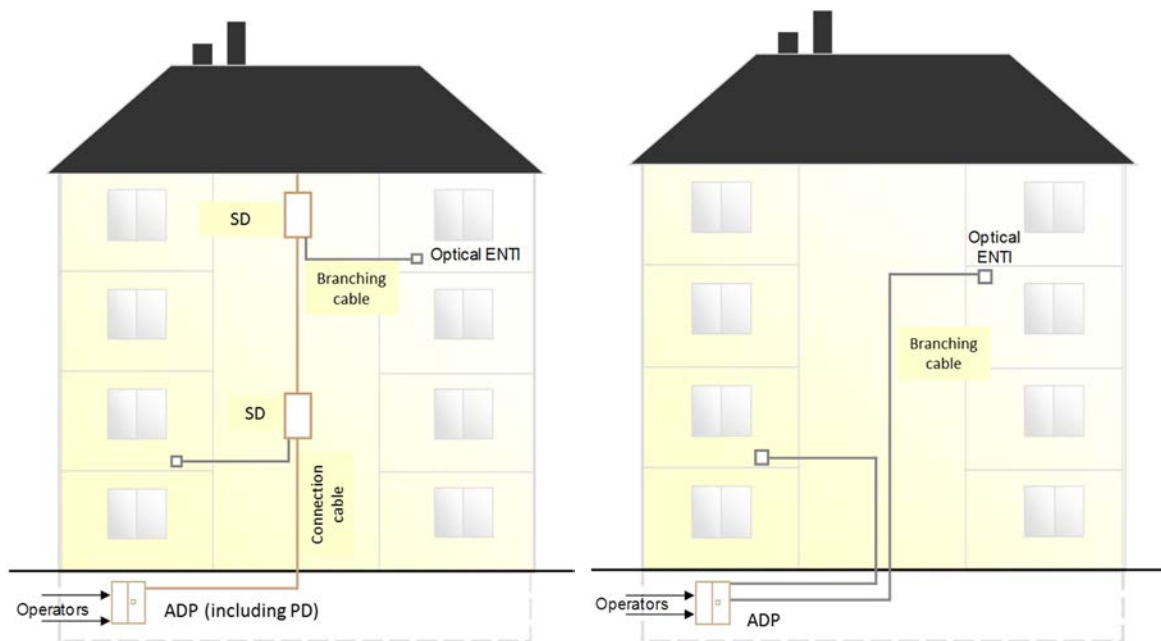 SD
Optical ENTI
Branching
cable
SD
Connection
cable
Operators
ADP (including PD)
Optical
ENTI
Branching
cable
Operators
ADP